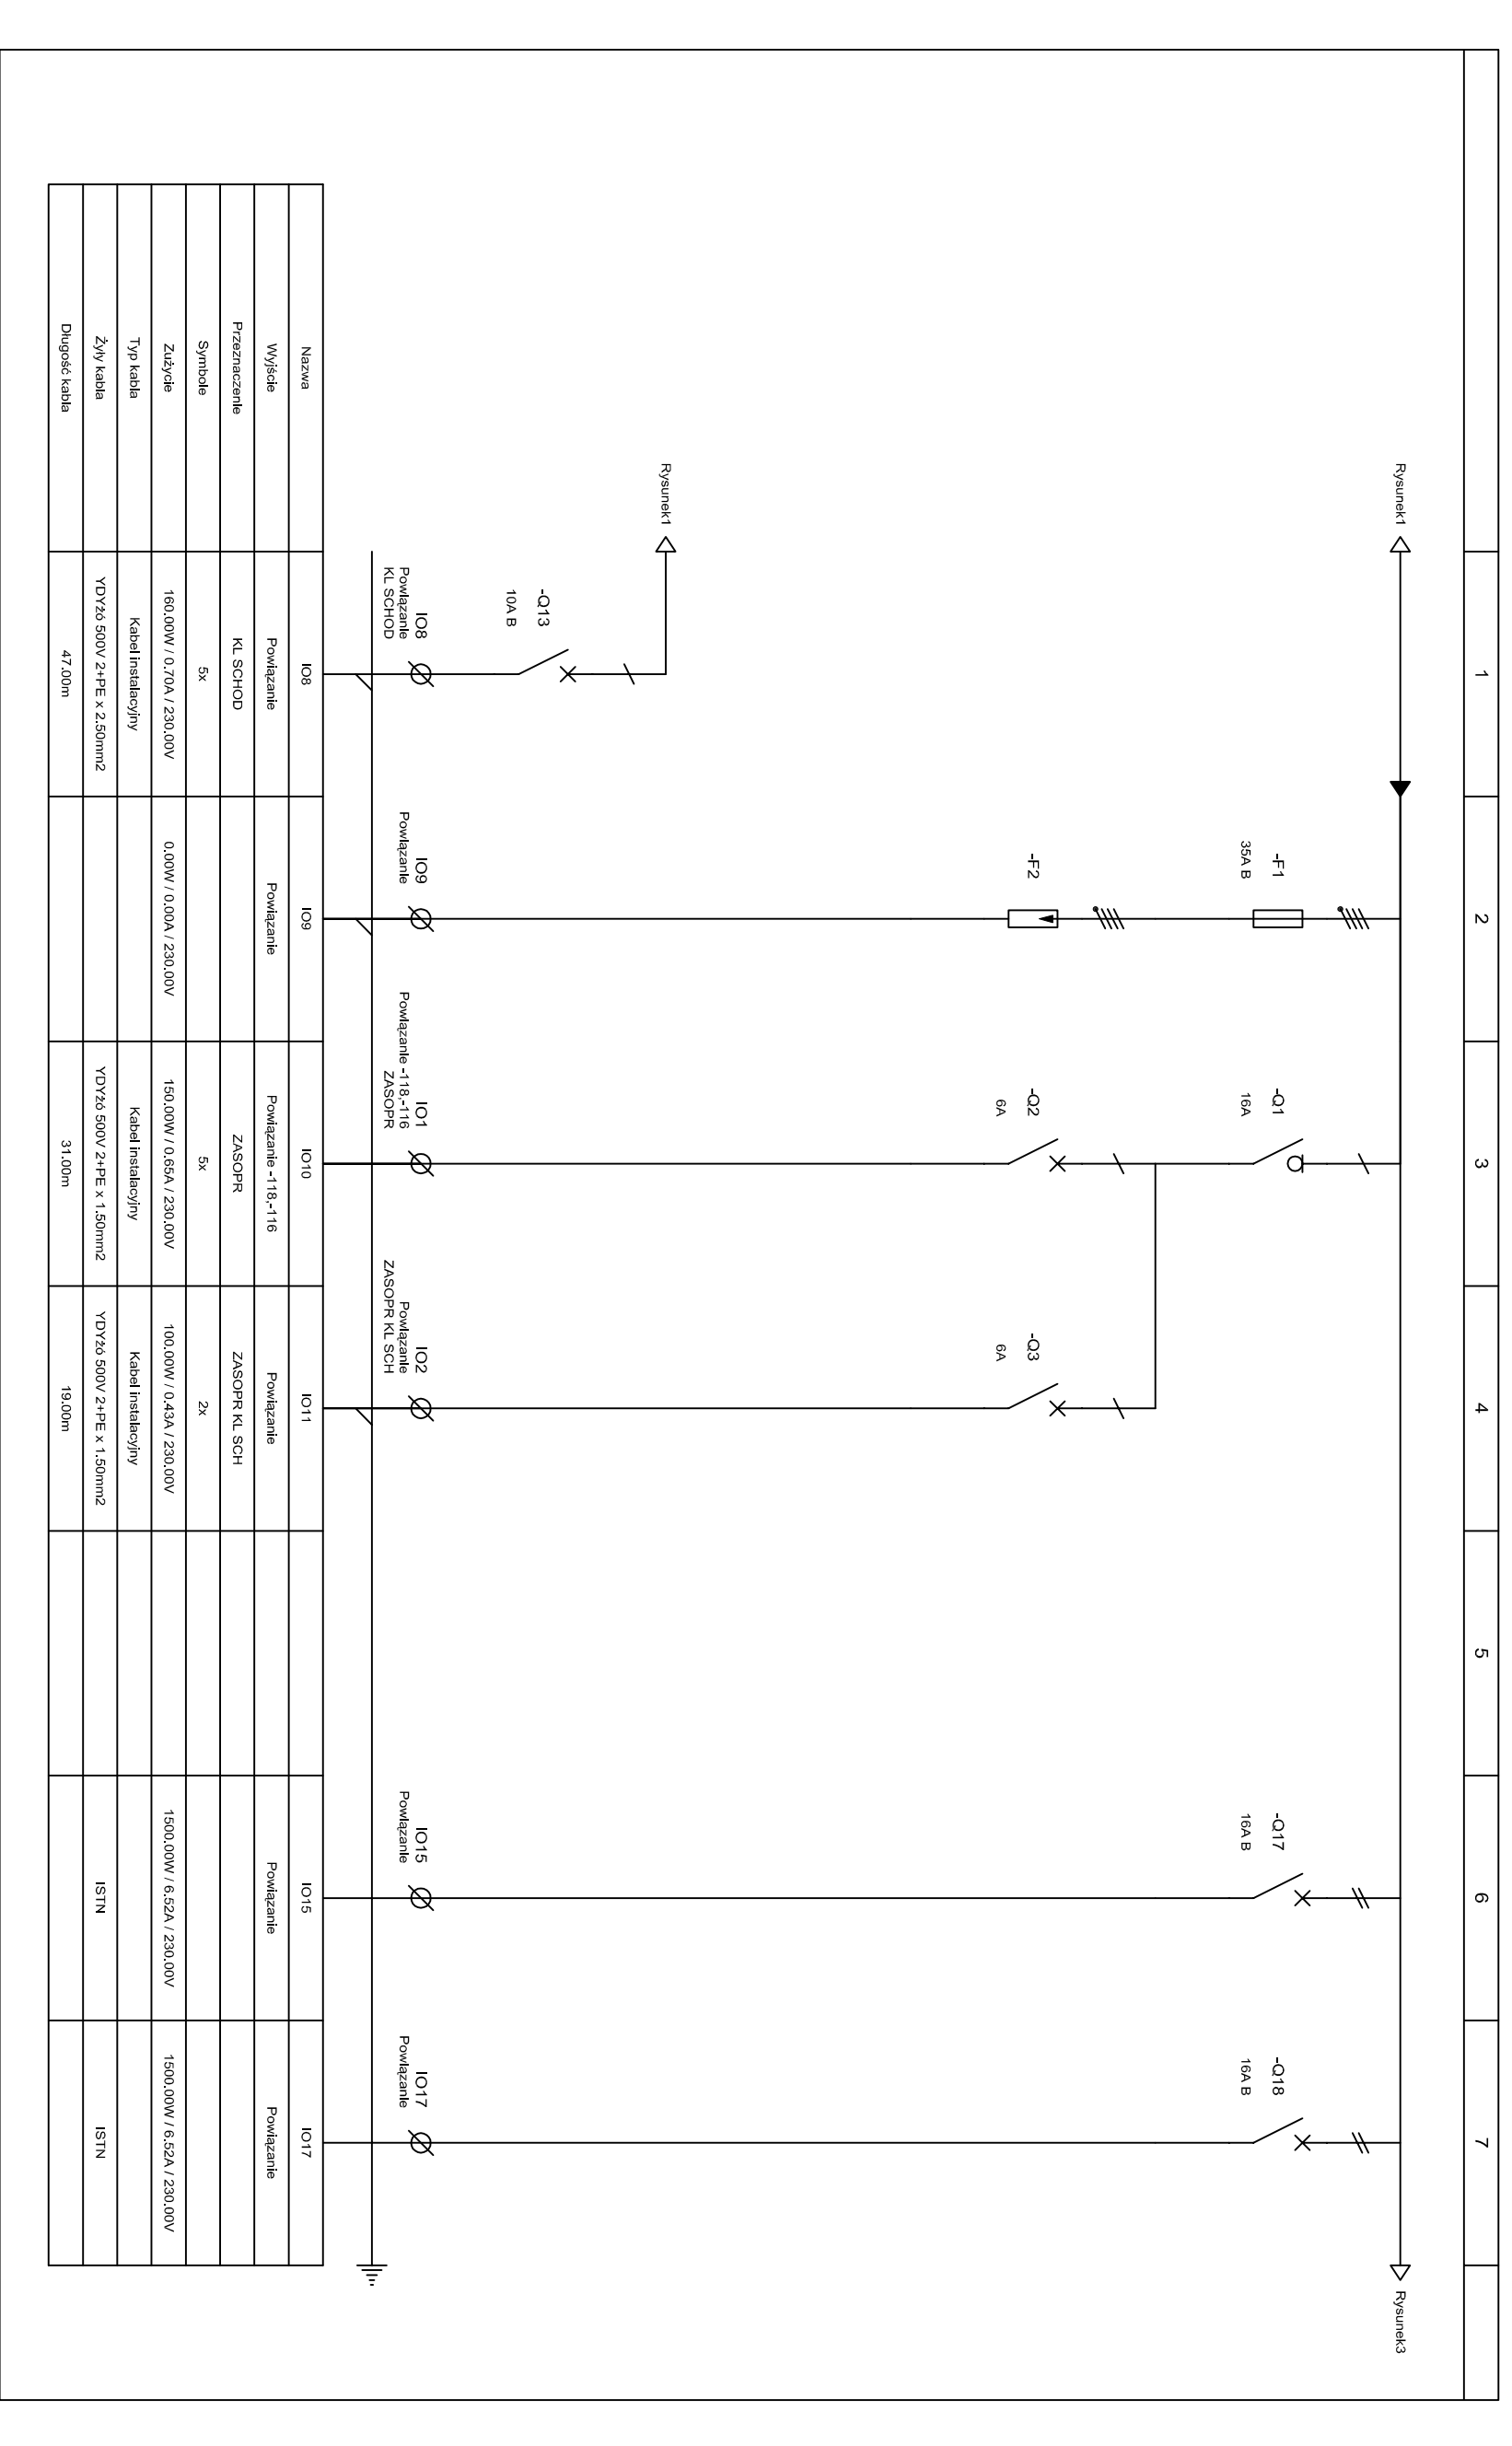 1
2
3
4
5
6
7
Rysunek1
Rysunek3
-F1
35A B
-Q1
16A
-Q17
16A B
-Q18
16A B
-F2
-Q2
6A
-Q3
6A
Rysunek1
-Q13
10A B
IO8
Powiązanie
KL SCHOD
IO9
Powiązanie
IO1
Powiązanie -118,-116
ZASOPR
IO2
Powiązanie
ZASOPR KL SCH
IO15
Powiązanie
IO17
Powiązanie
Nazwa IO8 IO9 IO10 IO11 IO15 IO17
Wyjście Powiązanie Powiązanie Powiązanie -118,-116 Powiązanie Powiązanie Powiązanie
Przeznaczenie KL SCHOD ZASOPR ZASOPR KL SCH
Symbole 5x 5x 2x
Zużycie 160.00W / 0.70A / 230.00V 0.00W / 0.00A / 230.00V 150.00W / 0.65A / 230.00V 100.00W / 0.43A / 230.00V 1500.00W / 6.52A / 230.00V 1500.00W / 6.52A / 230.00V
Typ kabla Kabel instalacyjny Kabel instalacyjny Kabel instalacyjny
Żyły kabla YDYżó 500V 2+PE x 2.50mm2 YDYżó 500V 2+PE x 1.50mm2 YDYżó 500V 2+PE x 1.50mm2 ISTN ISTN
Długość kabla 47.00m 31.00m 19.00m